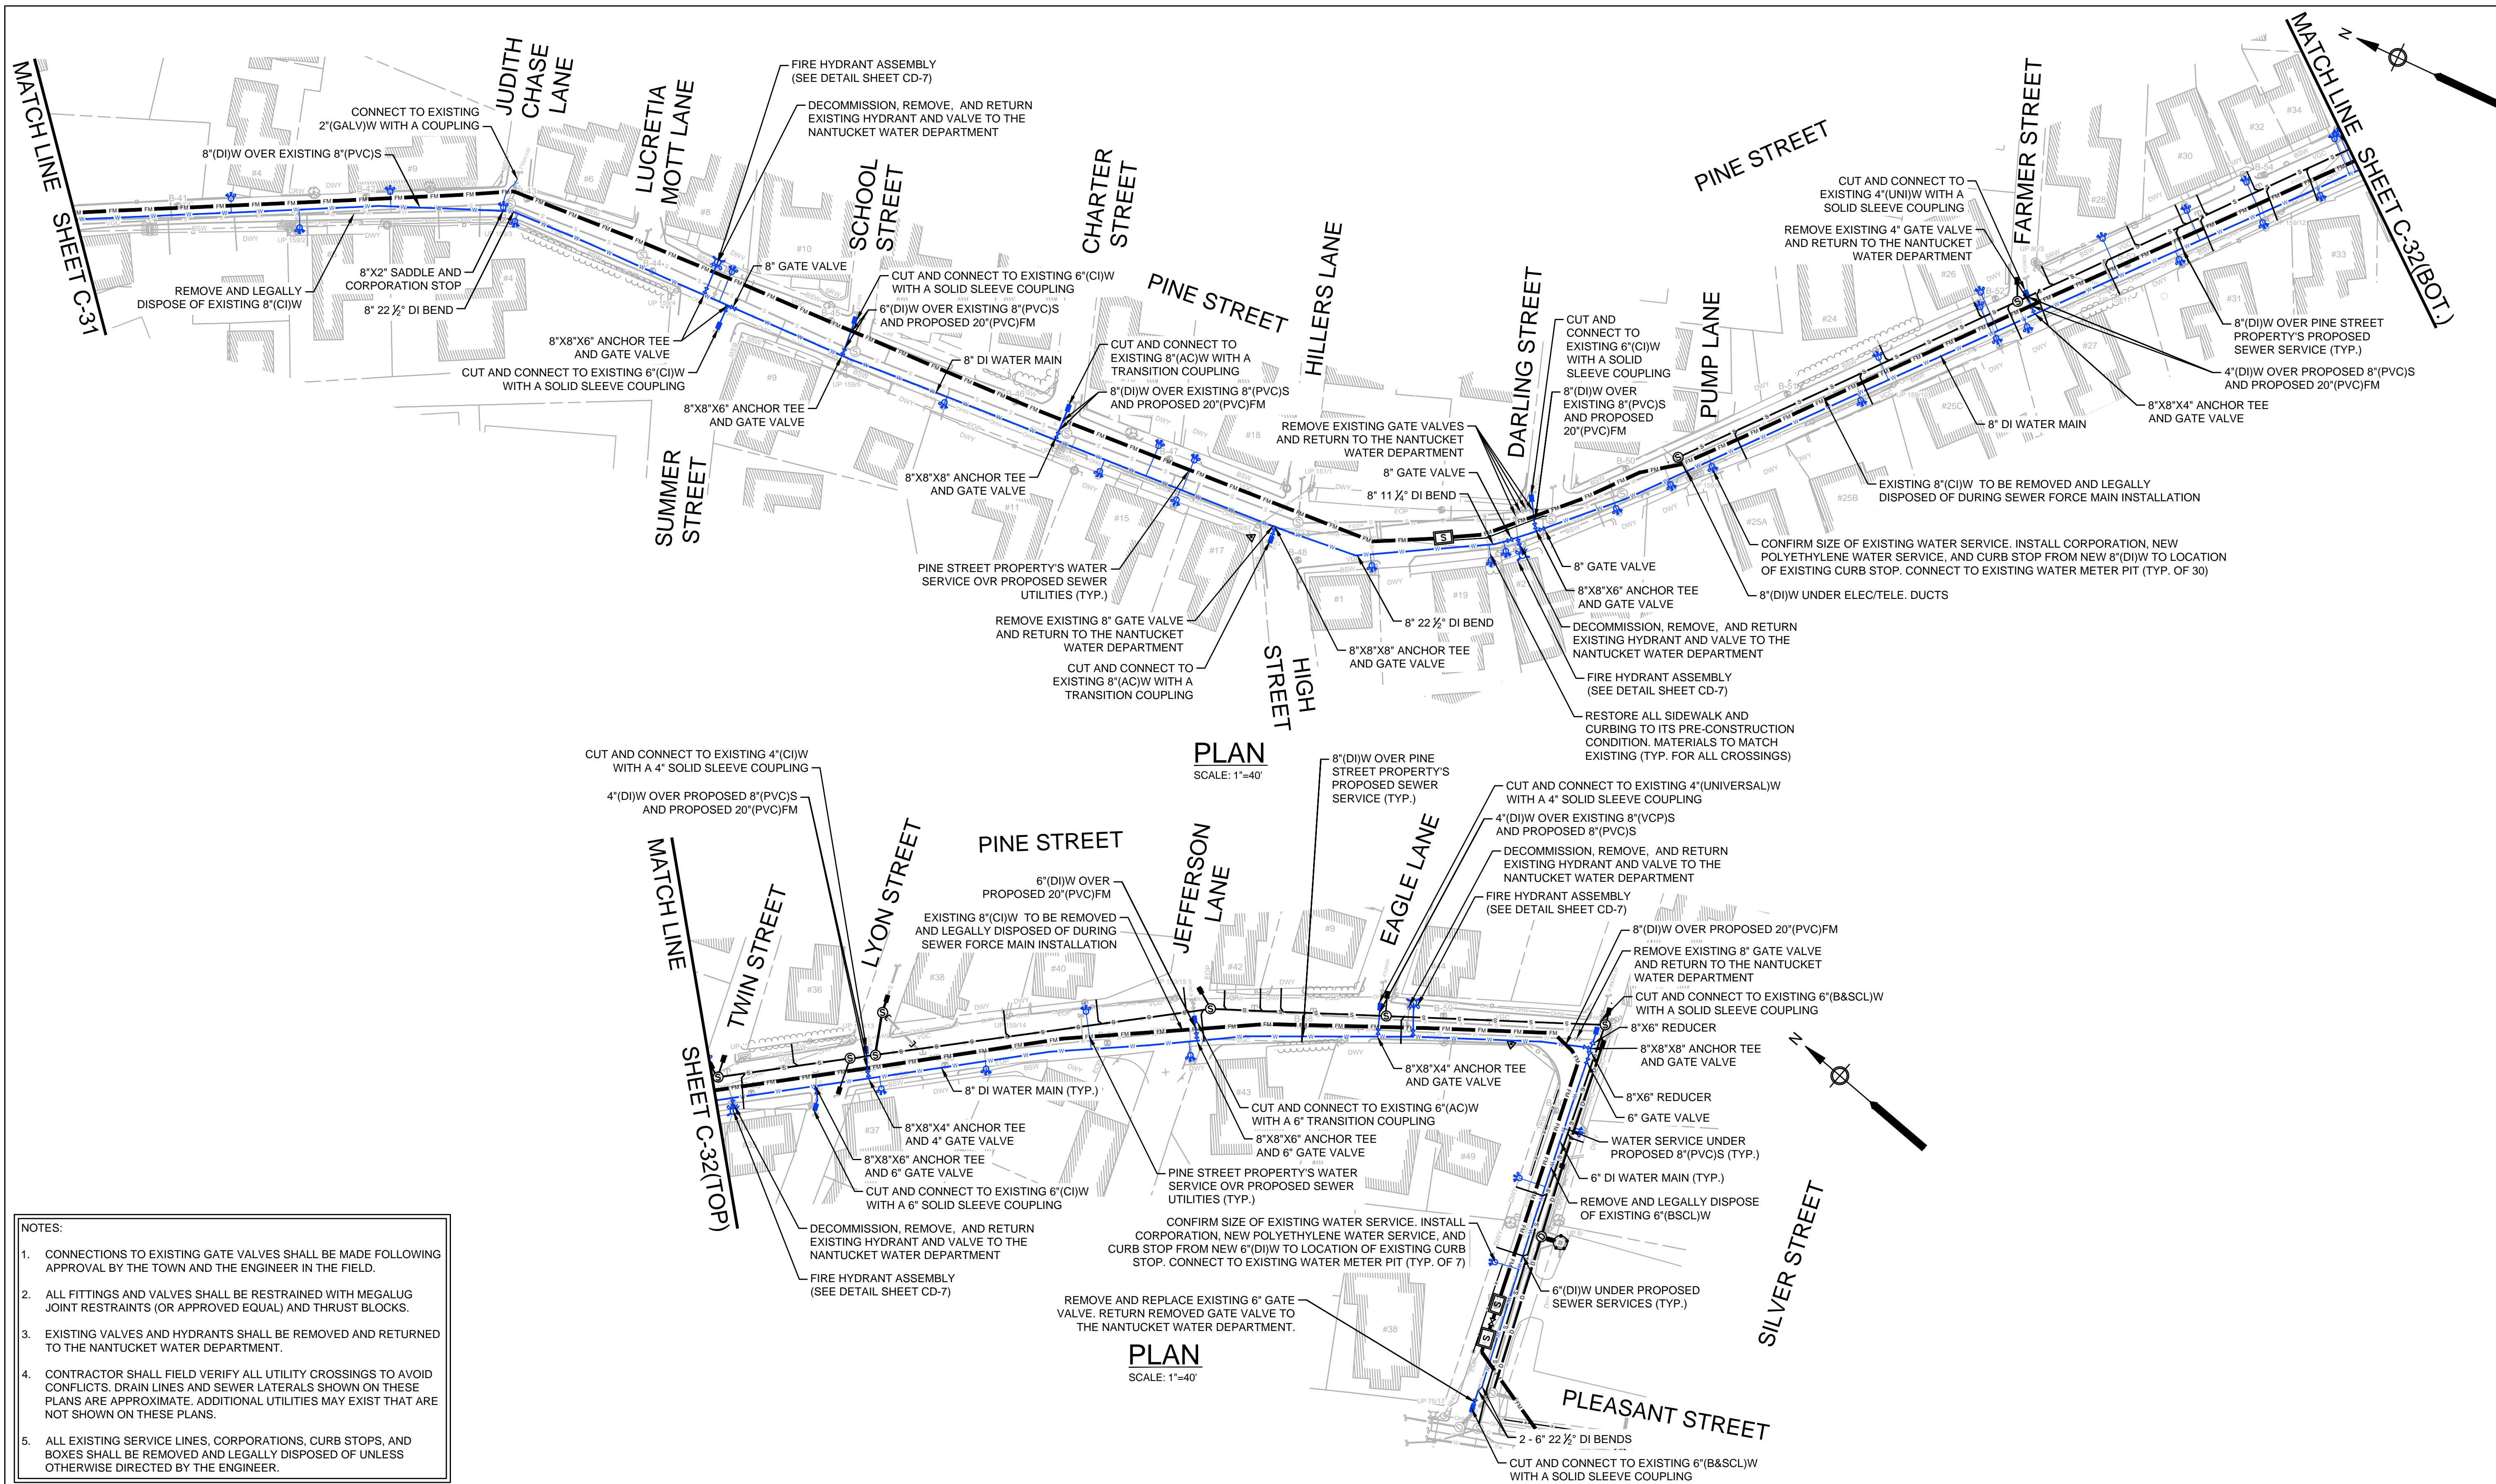 MATCH LINE SHEET C-31
JUDITH
CHASE
LANE
CONNECT TO EXISTING
2"(GALV)W WITH A COUPLING
8"(DI)W OVER EXISTING 8"(PVC)S
REMOVE AND LEGALLY
DISPOSE OF EXISTING 8"(CI)W
8"X2" SADDLE AND
CORPORATION STOP
8" 22 ½° DI BEND
LUCRETIA
MOTT LANE
FIRE HYDRANT ASSEMBLY
(SEE DETAIL SHEET CD-7)
DECOMMISSION, REMOVE, AND RETURN
EXISTING HYDRANT AND VALVE TO THE
NANTUCKET WATER DEPARTMENT
8" GATE VALVE
8"X8"X6" ANCHOR TEE
AND GATE VALVE
CUT AND CONNECT TO EXISTING 6"(CI)W
WITH A SOLID SLEEVE COUPLING
SCHOOL
STREET
CUT AND CONNECT TO EXISTING 6"(CI)W
WITH A SOLID SLEEVE COUPLING
6"(DI)W OVER EXISTING 8"(PVC)S
AND PROPOSED 20"(PVC)FM
8"X8"X6" ANCHOR TEE
AND GATE VALVE
SUMMER
STREET
8" DI WATER MAIN
CHARTER
STREET
PINE STREET
CUT AND CONNECT TO
EXISTING 8"(AC)W WITH A
TRANSITION COUPLING
8"(DI)W OVER EXISTING 8"(PVC)S
AND PROPOSED 20"(PVC)FM
8"X8"X8" ANCHOR TEE
AND GATE VALVE
PINE STREET PROPERTY'S WATER
SERVICE OVR PROPOSED SEWER
UTILITIES (TYP.)
REMOVE EXISTING 8" GATE VALVE
AND RETURN TO THE NANTUCKET
WATER DEPARTMENT
CUT AND CONNECT TO
EXISTING 8"(AC)W WITH A
TRANSITION COUPLING
HILLERS LANE
HIGH
STREET
8"X8"X8" ANCHOR TEE
AND GATE VALVE
8" 22 ½° DI BEND
REMOVE EXISTING GATE VALVES
AND RETURN TO THE NANTUCKET
WATER DEPARTMENT
8" GATE VALVE
8" 11 ¼° DI BEND
DARLING STREET
CUT AND
CONNECT TO
EXISTING 6"(CI)W
WITH A SOLID
SLEEVE COUPLING
8"(DI)W OVER
EXISTING 8"(PVC)S
AND PROPOSED
20"(PVC)FM
8" GATE VALVE
8"X8"X6" ANCHOR TEE
AND GATE VALVE
DECOMMISSION, REMOVE, AND RETURN
EXISTING HYDRANT AND VALVE TO THE
NANTUCKET WATER DEPARTMENT
FIRE HYDRANT ASSEMBLY
(SEE DETAIL SHEET CD-7)
RESTORE ALL SIDEWALK AND
CURBING TO ITS PRE-CONSTRUCTION
CONDITION. MATERIALS TO MATCH
EXISTING (TYP. FOR ALL CROSSINGS)
PUMP LANE
PINE STREET
CUT AND CONNECT TO
EXISTING 4"(UNI)W WITH A
SOLID SLEEVE COUPLING
REMOVE EXISTING 4" GATE VALVE
AND RETURN TO THE NANTUCKET
WATER DEPARTMENT
FARMER STREET
N
MATCH LINE SHEET C-32(BOT.)
8"(DI)W OVER PINE STREET
PROPERTY'S PROPOSED
SEWER SERVICE (TYP.)
4"(DI)W OVER PROPOSED 8"(PVC)S
AND PROPOSED 20"(PVC)FM
8"X8"X4" ANCHOR TEE
AND GATE VALVE
8" DI WATER MAIN
EXISTING 8"(CI)W TO BE REMOVED AND LEGALLY
DISPOSED OF DURING SEWER FORCE MAIN INSTALLATION
CONFIRM SIZE OF EXISTING WATER SERVICE. INSTALL CORPORATION, NEW
POLYETHYLENE WATER SERVICE, AND CURB STOP FROM NEW 8"(DI)W TO LOCATION
OF EXISTING CURB STOP. CONNECT TO EXISTING WATER METER PIT (TYP. OF 30)
8"(DI)W UNDER ELEC/TELE. DUCTS
PLAN
SCALE: 1"=40'
CUT AND CONNECT TO EXISTING 4"(CI)W
WITH A 4" SOLID SLEEVE COUPLING
4"(DI)W OVER PROPOSED 8"(PVC)S
AND PROPOSED 20"(PVC)FM
MATCH LINE SHEET C-32(TOP)
TWIN STREET
LYON STREET
PINE STREET
6"(DI)W OVER
PROPOSED 20"(PVC)FM
EXISTING 8"(CI)W TO BE REMOVED
AND LEGALLY DISPOSED OF DURING
SEWER FORCE MAIN INSTALLATION
JEFFERSON
LANE
8"(DI)W OVER PINE
STREET PROPERTY'S
PROPOSED SEWER
SERVICE (TYP.)
EAGLE LANE
CUT AND CONNECT TO EXISTING 4"(UNIVERSAL)W
WITH A 4" SOLID SLEEVE COUPLING
4"(DI)W OVER EXISTING 8"(VCP)S
AND PROPOSED 8"(PVC)S
DECOMMISSION, REMOVE, AND RETURN
EXISTING HYDRANT AND VALVE TO THE
NANTUCKET WATER DEPARTMENT
FIRE HYDRANT ASSEMBLY
(SEE DETAIL SHEET CD-7)
8"(DI)W OVER PROPOSED 20"(PVC)FM
REMOVE EXISTING 8" GATE VALVE
AND RETURN TO THE NANTUCKET
WATER DEPARTMENT
CUT AND CONNECT TO EXISTING 6"(B&SCL)W
WITH A SOLID SLEEVE COUPLING
8"X6" REDUCER
8"X8"X8" ANCHOR TEE
AND GATE VALVE
8"X6" REDUCER
6" GATE VALVE
WATER SERVICE UNDER
PROPOSED 8"(PVC)S (TYP.)
6" DI WATER MAIN (TYP.)
REMOVE AND LEGALLY DISPOSE
OF EXISTING 6"(BSCL)W
N
8" DI WATER MAIN (TYP.)
8"X8"X4" ANCHOR TEE
AND 4" GATE VALVE
8"X8"X6" ANCHOR TEE
AND 6" GATE VALVE
CUT AND CONNECT TO EXISTING 6"(CI)W
WITH A 6" SOLID SLEEVE COUPLING
DECOMMISSION, REMOVE, AND RETURN
EXISTING HYDRANT AND VALVE TO THE
NANTUCKET WATER DEPARTMENT
FIRE HYDRANT ASSEMBLY
(SEE DETAIL SHEET CD-7)
8"X8"X4" ANCHOR TEE
AND GATE VALVE
CUT AND CONNECT TO EXISTING 6"(AC)W
WITH A 6" TRANSITION COUPLING
8"X8"X6" ANCHOR TEE
AND 6" GATE VALVE
PINE STREET PROPERTY'S WATER
SERVICE OVR PROPOSED SEWER
UTILITIES (TYP.)
CONFIRM SIZE OF EXISTING WATER SERVICE. INSTALL
CORPORATION, NEW POLYETHYLENE WATER SERVICE, AND
CURB STOP FROM NEW 6"(DI)W TO LOCATION OF EXISTING CURB
STOP. CONNECT TO EXISTING WATER METER PIT (TYP. OF 7)
REMOVE AND REPLACE EXISTING 6" GATE
VALVE. RETURN REMOVED GATE VALVE TO
THE NANTUCKET WATER DEPARTMENT.
6"(DI)W UNDER PROPOSED
SEWER SERVICES (TYP.)
SILVER STREET
PLEASANT STREET
2 - 6" 22 ½° DI BENDS
CUT AND CONNECT TO EXISTING 6"(B&SCL)W
WITH A SOLID SLEEVE COUPLING
PLAN
SCALE: 1"=40'
NOTES:
1. CONNECTIONS TO EXISTING GATE VALVES SHALL BE MADE FOLLOWING
APPROVAL BY THE TOWN AND THE ENGINEER IN THE FIELD.
2. ALL FITTINGS AND VALVES SHALL BE RESTRAINED WITH MEGALUG
JOINT RESTRAINTS (OR APPROVED EQUAL) AND THRUST BLOCKS.
3. EXISTING VALVES AND HYDRANTS SHALL BE REMOVED AND RETURNED
TO THE NANTUCKET WATER DEPARTMENT.
4. CONTRACTOR SHALL FIELD VERIFY ALL UTILITY CROSSINGS TO AVOID
CONFLICTS. DRAIN LINES AND SEWER LATERALS SHOWN ON THESE
PLANS ARE APPROXIMATE. ADDITIONAL UTILITIES MAY EXIST THAT ARE
NOT SHOWN ON THESE PLANS.
5. ALL EXISTING SERVICE LINES, CORPORATIONS, CURB STOPS, AND
BOXES SHALL BE REMOVED AND LEGALLY DISPOSED OF UNLESS
OTHERWISE DIRECTED BY THE ENGINEER.